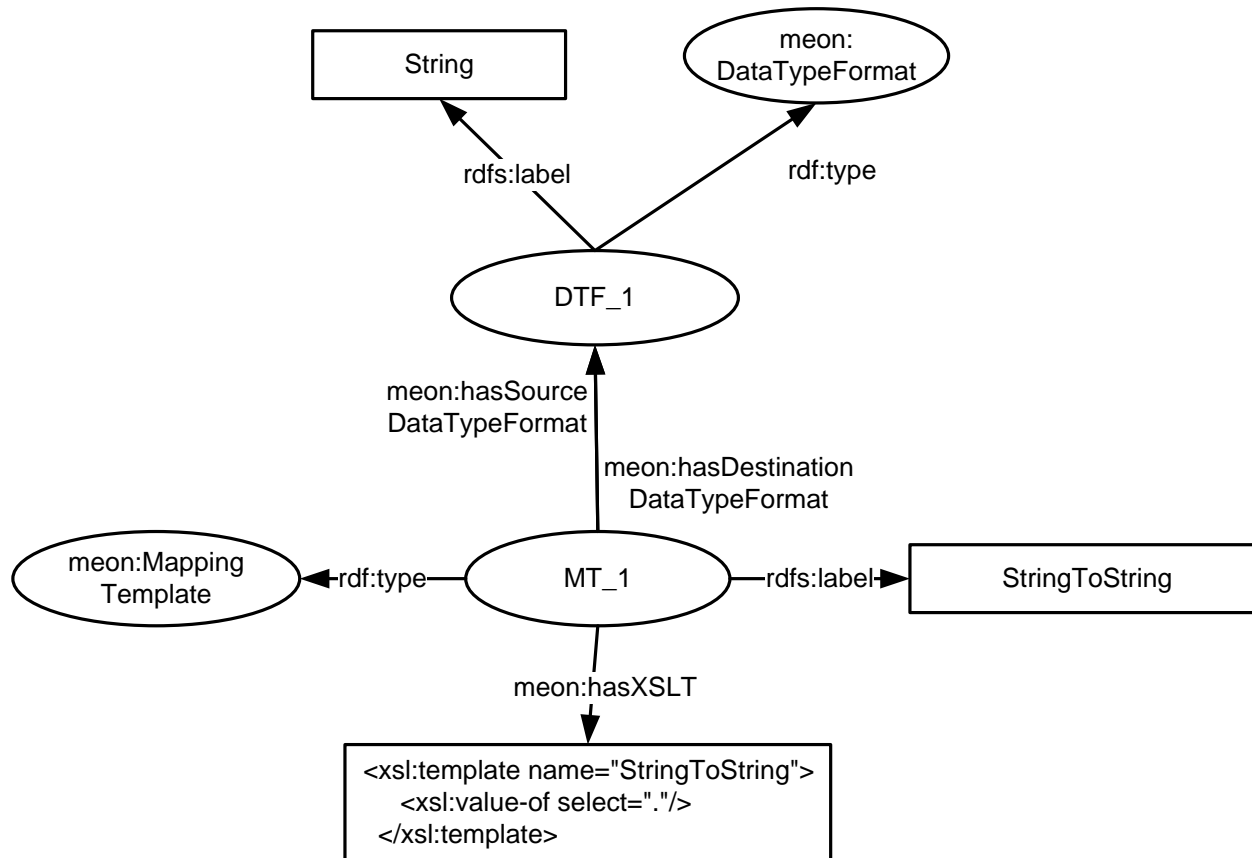 String
meon:
DataTypeFormat
rdfs:label
rdf:type
DTF_1
meon:hasSource
DataTypeFormat
meon:hasDestination
DataTypeFormat
meon:Mapping
Template
rdf:type
MT_1
rdfs:label
StringToString
meon:hasXSLT
<xsl:template name="StringToString">
<xsl:value-of select="."/>
</xsl:template>